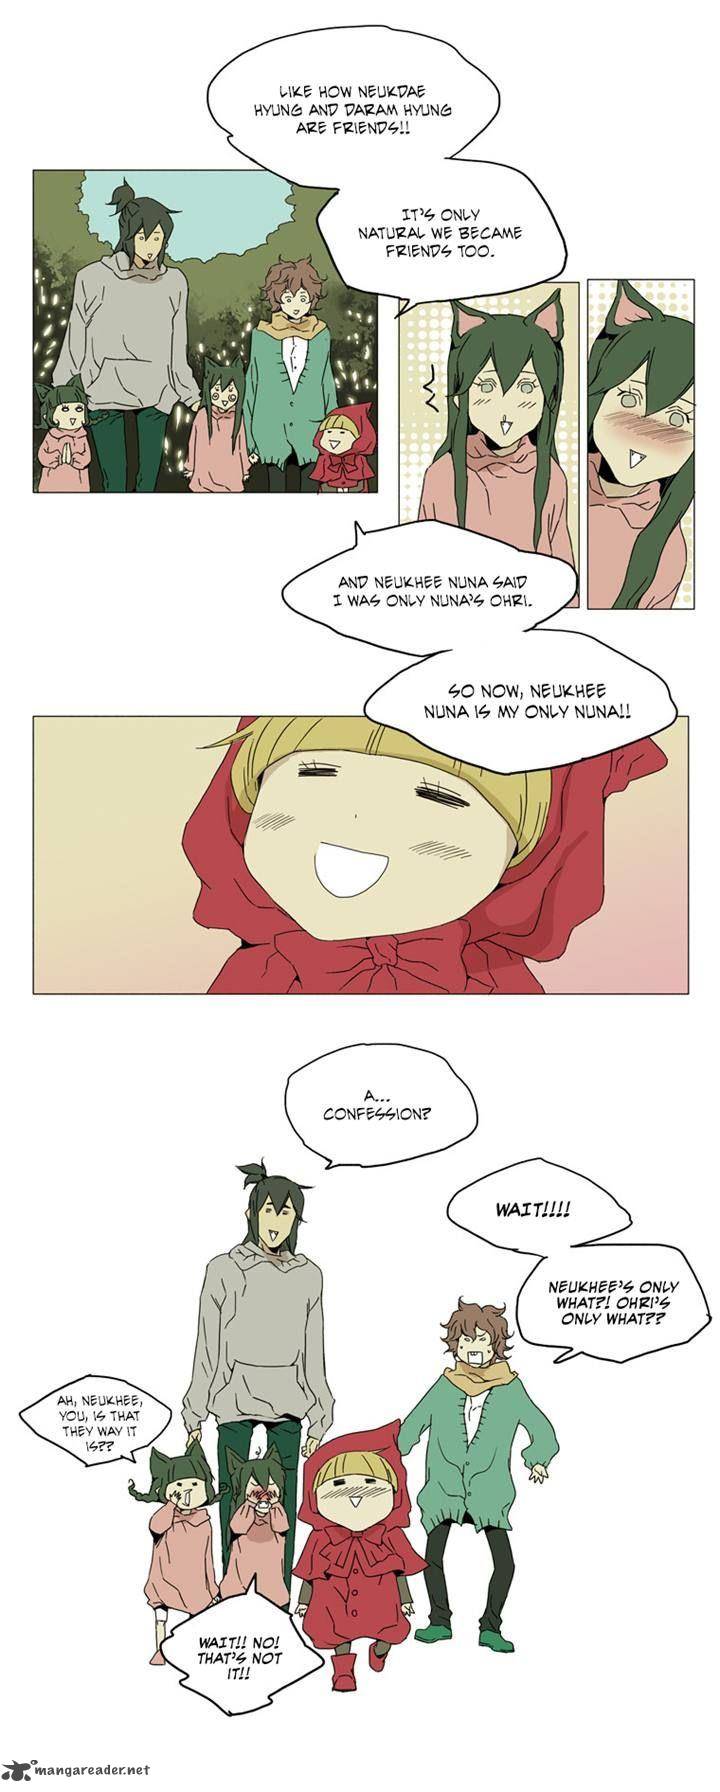 LIKE HOW NEUKDAE
HYUNG AND DARAM HYUNG
ARE FRIENDS!!
IT'S ONLY
NATURAL WE BECAME
FRIENDS TOO.
AND NEUKHEE NUNA SAID
I WAS ONLY NUNA'S OHRI.
SO NOW, NEUKHEE
NUNA IS MY ONLY NUNA!!
A...
CONFESSION?
WAIT!!!!
NEUKHEE'S ONLY
WHAT?! OHRI'S
ONLY WHAT??
AH, NEUKHEE,
YOU, IS THAT
THEY WAY IT
IS??
WAIT!! NO!
THAT'S NOT
IT!!
mangareader.net